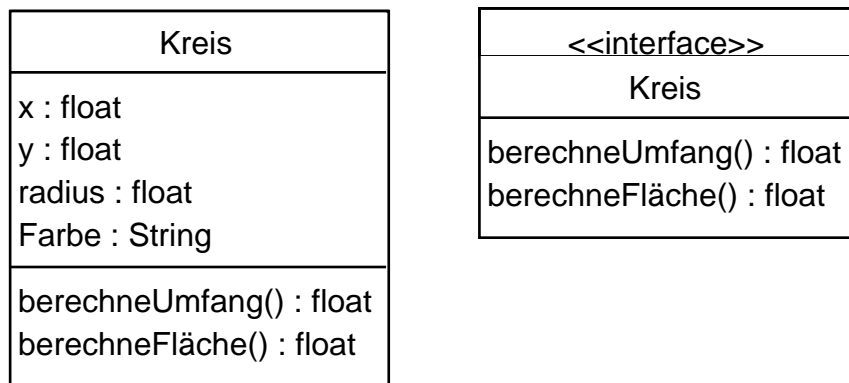 Kreis
x : float
y : float
radius : float
Farbe : String
berechneUmfang() : float
berechneFläche() : float
<<interface>>
Kreis
berechneUmfang() : float
berechneFläche() : float